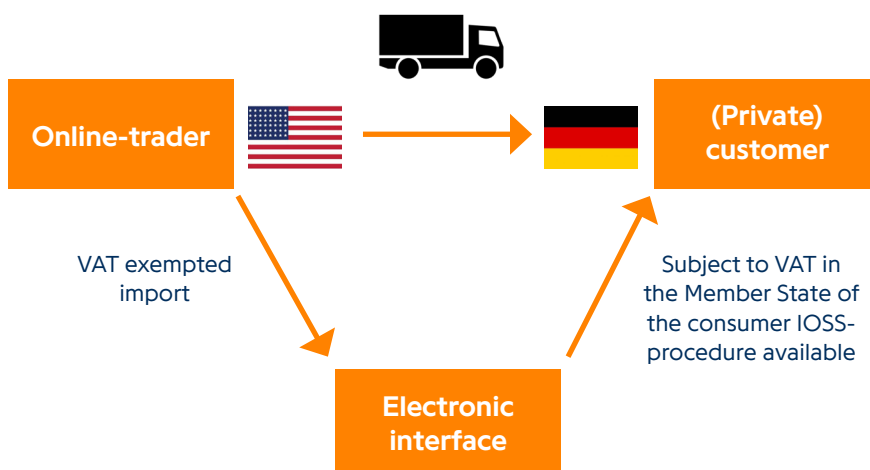 Online-trader
(Private)
customer
VAT exempted
import
Subject to VAT in
the Member State of
the consumer IOSS-
procedure available
Electronic
interface